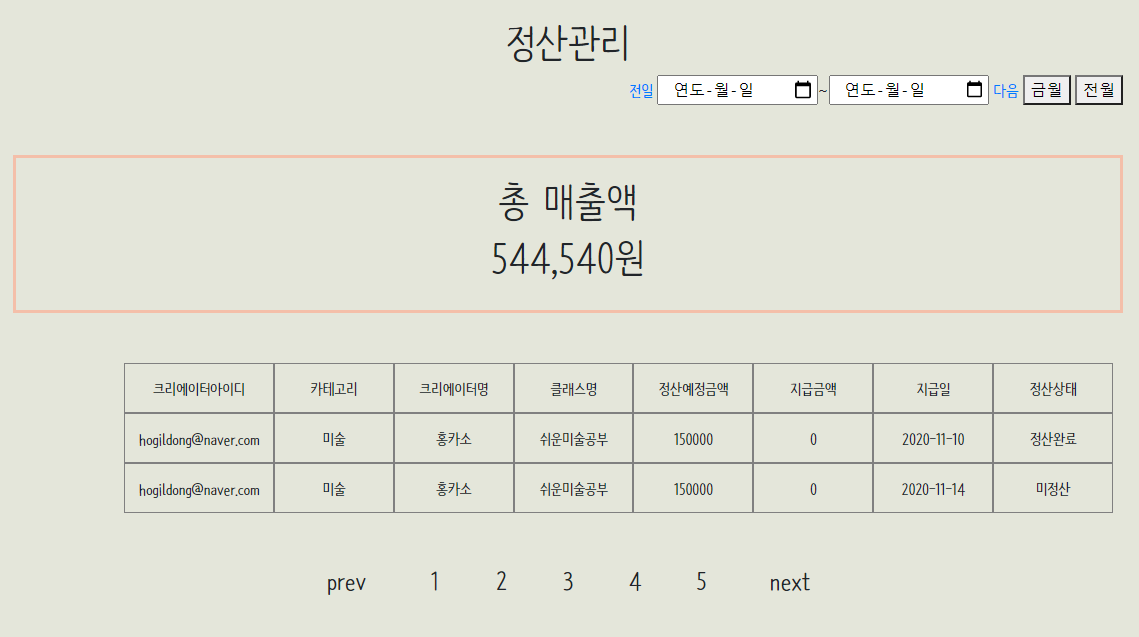 정산관리
전일 연도-월-일 ~ 연도-월-일 다음 금월 전월
총 매출액
544,540원
크리에이터아이디 카테고리 크리에이터명 클래스명 정산예정금액 지급금액 지급일 정산상태
hogildong@naver.com 미술 홍카소 쉬운미술공부 150000 0 2020-11-10 정산완료
hogildong@naver.com 미술 홍카소 쉬운미술공부 150000 0 2020-11-14 미정산
prev 1 2 3 4 5 next